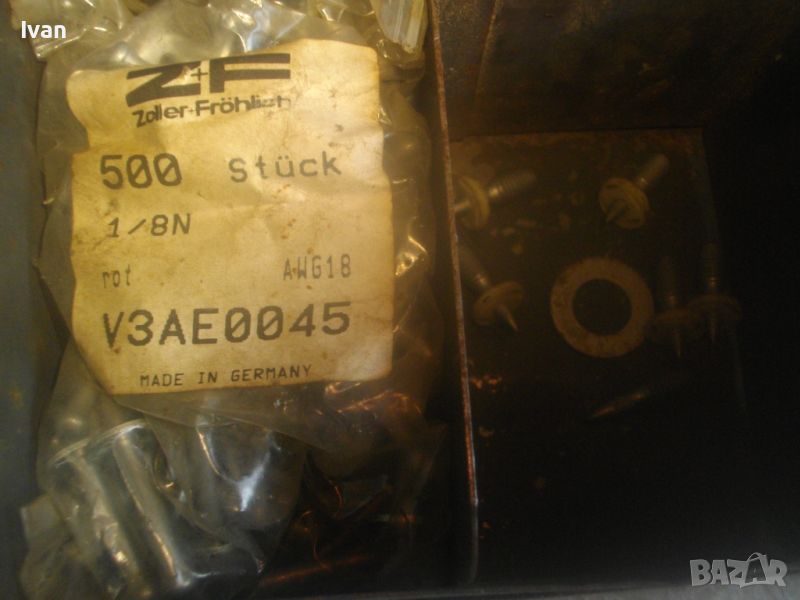 Ivan
Z+F
Zoller+Fröhlich
500 Stück
1/8N
rot AWG18
V3AE0045
MADE IN GERMANY
BAZAR